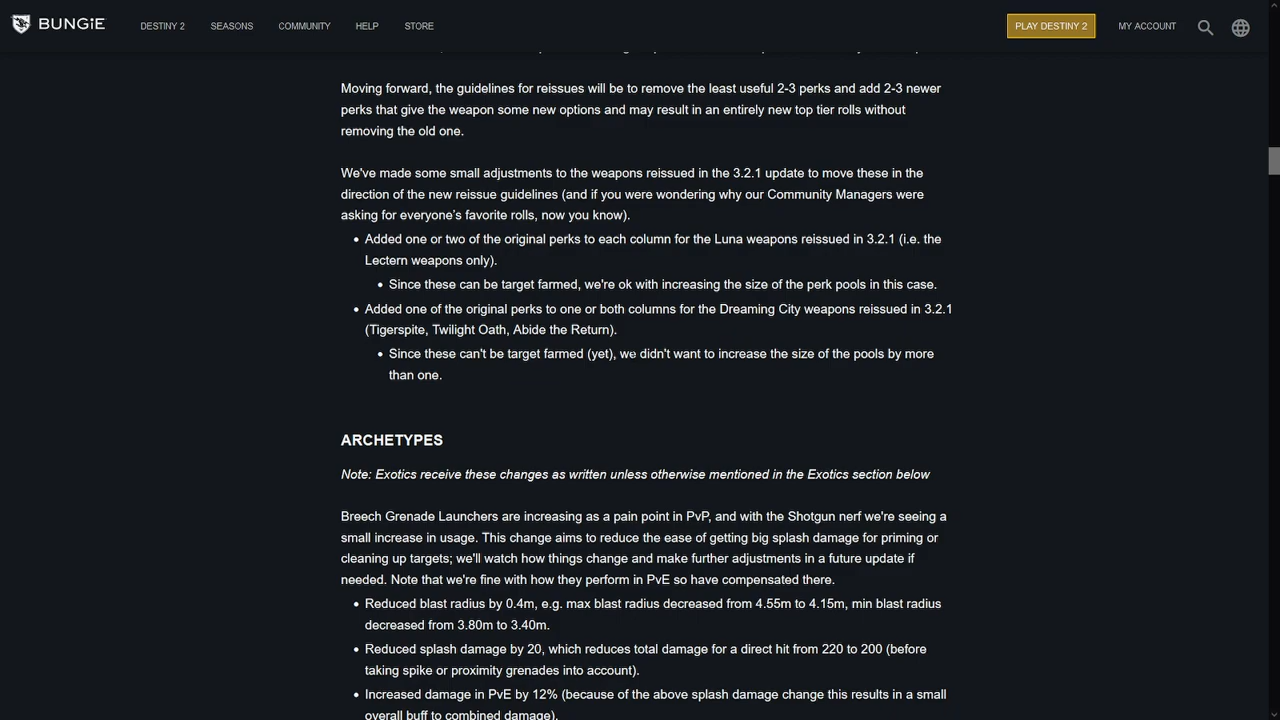 BUNGiE
DESTINY 2
SEASONS
COMMUNITY
HELP
STORE
PLAY DESTINY 2
MY ACCOUNT
Moving forward, the guidelines for reissues will be to remove the least useful 2-3 perks and add 2-3 newer
perks that give the weapon some new options and may result in an entirely new top tier rolls without
removing the old one.
We've made some small adjustments to the weapons reissued in the 3.2.1 update to move these in the
direction of the new reissue guidelines (and if you were wondering why our Community Managers were
asking for everyone's favorite rolls, now you know).
• Added one or two of the original perks to each column for the Luna weapons reissued in 3.2.1 (i.e. the
Lectern weapons only).
• Since these can be target farmed, we're ok with increasing the size of the perk pools in this case.
• Added one of the original perks to one or both columns for the Dreaming City weapons reissued in 3.2.1
(Tigerspite, Twilight Oath, Abide the Return).
• Since these can't be target farmed (yet), we didn't want to increase the size of the pools by more
than one.
ARCHETYPES
Note: Exotics receive these changes as written unless otherwise mentioned in the Exotics section below
Breech Grenade Launchers are increasing as a pain point in PvP, and with the Shotgun nerf we're seeing a
small increase in usage. This change aims to reduce the ease of getting big splash damage for priming or
cleaning up targets; we'll watch how things change and make further adjustments in a future update if
needed. Note that we're fine with how they perform in PvE so have compensated there.
• Reduced blast radius by 0.4m, e.g. max blast radius decreased from 4.55m to 4.15m, min blast radius
decreased from 3.80m to 3.40m.
• Reduced splash damage by 20, which reduces total damage for a direct hit from 220 to 200 (before
taking spike or proximity grenades into account).
• Increased damage in PvE by 12% (because of the above splash damage change this results in a small
overall buff to combined damage).